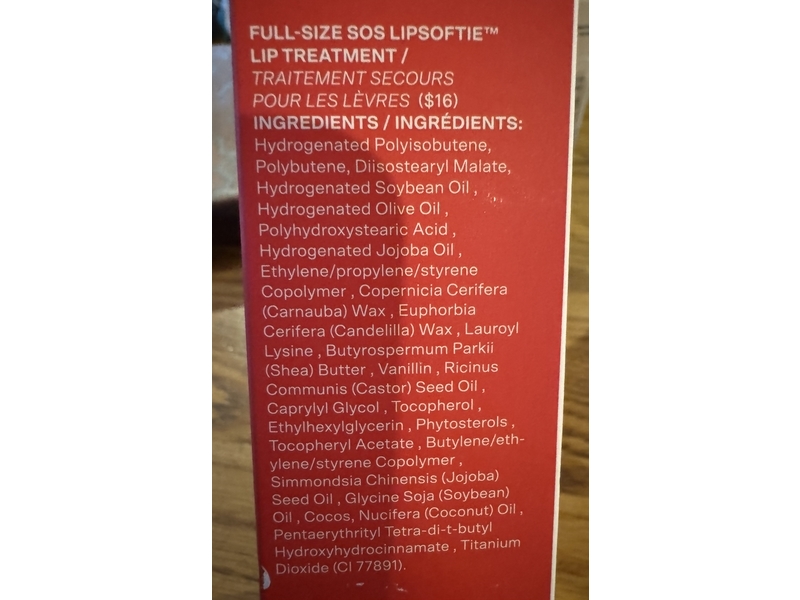 FULL-SIZE SOS LIPSOFTIE™
LIP TREATMENT /
TRAITEMENT SECOURS
POUR LES LÈVRES ($16)
INGREDIENTS / INGRÉDIENTS:
Hydrogenated Polyisobutene,
Polybutene, Diisostearyl Malate,
Hydrogenated Soybean Oil ,
Hydrogenated Olive Oil ,
Polyhydroxystearic Acid ,
Hydrogenated Jojoba Oil ,
Ethylene/propylene/styrene
Copolymer , Copernicia Cerifera
(Carnauba) Wax , Euphorbia
Cerifera (Candelilla) Wax , Lauroyl
Lysine , Butyrospermum Parkii
(Shea) Butter , Vanillin , Ricinus
Communis (Castor) Seed Oil ,
Caprylyl Glycol , Tocopherol ,
Ethylhexylglycerin , Phytosterols ,
Tocopheryl Acetate , Butylene/eth-
ylene/styrene Copolymer ,
Simmondsia Chinensis (Jojoba)
Seed Oil , Glycine Soja (Soybean)
Oil , Cocos, Nucifera (Coconut) Oil ,
Pentaerythrityl Tetra-di-t-butyl
Hydroxyhydrocinnamate , Titanium
Dioxide (CI 77891).